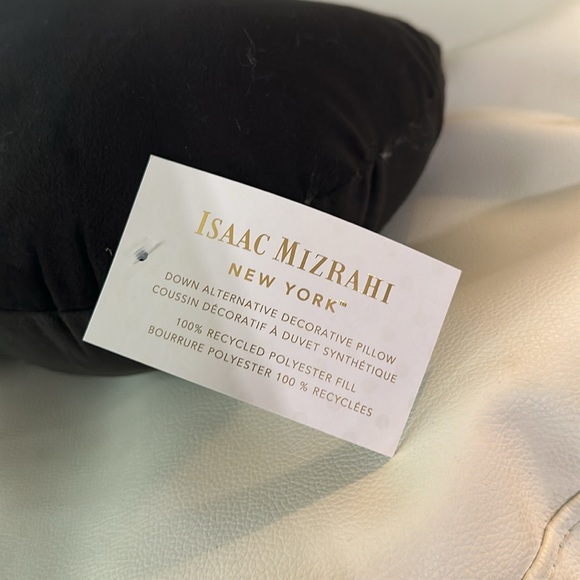 ISAAC MIZRAHI
NEW YORK™
DOWN ALTERNATIVE DECORATIVE PILLOW
COUSSIN DÉCORATIF À DUVET SYNTHÉTIQUE
100% RECYCLED POLYESTER FILL
BOURRURE POLYESTER 100 % RECYCLÉES